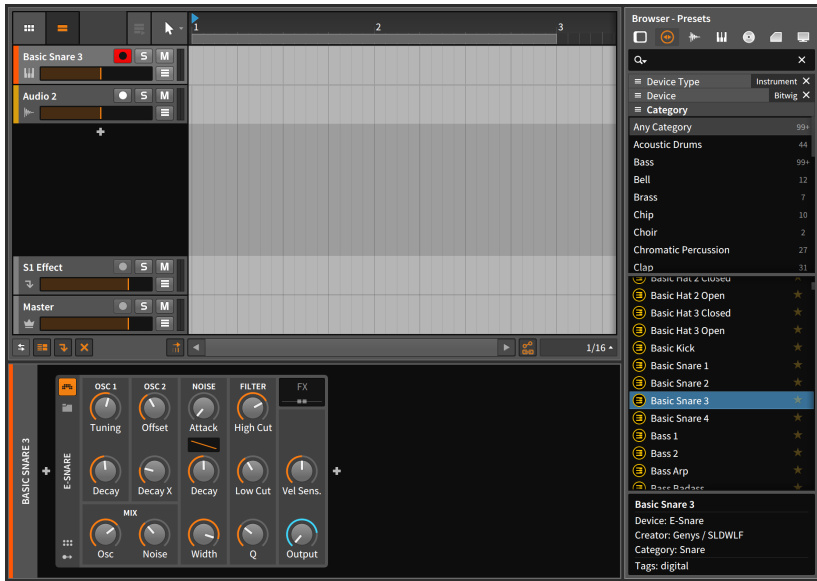 1 2 3
Basic Snare 3 S M
Audio 2 S M
S1 Effect S M
Master S M
1/16
BASIC SNARE 3
E-SNARE
OSC 1 OSC 2 NOISE FILTER FX
Tuning Offset Attack High Cut
Decay Decay X Decay Low Cut Vel Sens.
MIX
Osc Noise Width Q Output
Browser - Presets
Device Type Instrument
Device Bitwig
Category
Any Category 99+
Acoustic Drums 44
Bass 99+
Bell 12
Brass 7
Chip 10
Choir 2
Chromatic Percussion 27
Clap 31
Basic Hat 2 Closed
Basic Hat 2 Open
Basic Hat 3 Closed
Basic Hat 3 Open
Basic Kick
Basic Snare 1
Basic Snare 2
Basic Snare 3
Basic Snare 4
Bass 1
Bass 2
Bass Arp
Bass Badass
Basic Snare 3
Device: E-Snare
Creator: Genys / SLDWLF
Category: Snare
Tags: digital